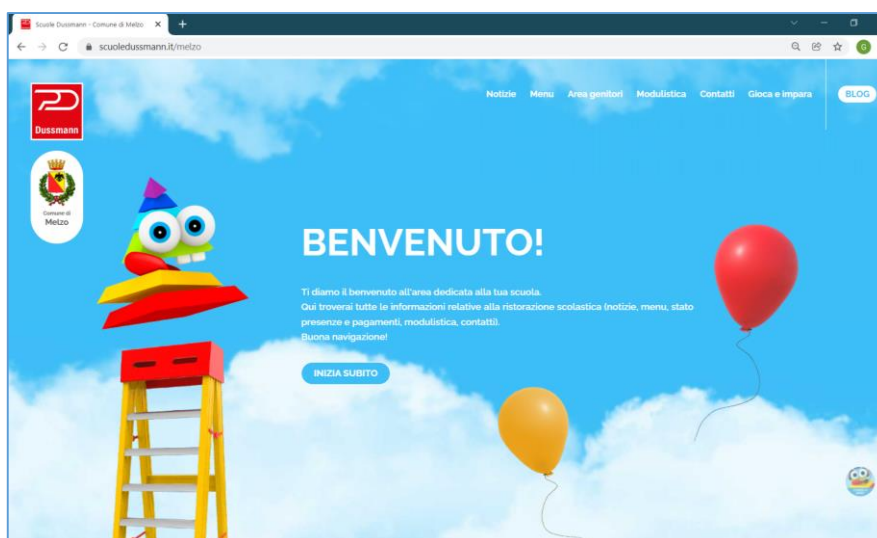 Scuole Dussmann - Comune di Melzo
scuoledussmann.it/melzo
G
Dussmann
Notizie Menu Area genitori Modulistica Contatti Gioca e impara BLOG
Comune di
Melzo
BENVENUTO!
Ti diamo il benvenuto all'area dedicata alla tua scuola.
Qui troverai tutte le informazioni relative alla ristorazione scolastica (notizie, menu, stato
presenze e pagamenti, modulistica, contatti).
Buona navigazione!
INIZIA SUBITO